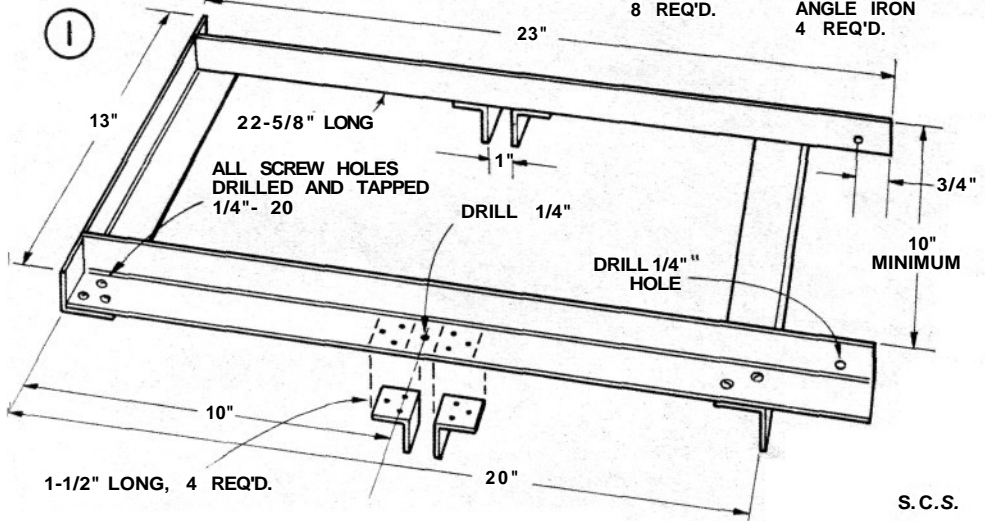 1
8 REQ'D.
ANGLE IRON
4 REQ'D.
23"
13"
22-5/8" LONG
1"
ALL SCREW HOLES
DRILLED AND TAPPED
1/4"- 20
3/4"
DRILL 1/4"
10"
MINIMUM
DRILL 1/4"
HOLE
10"
20"
1-1/2" LONG, 4 REQ'D.
S.C.S.